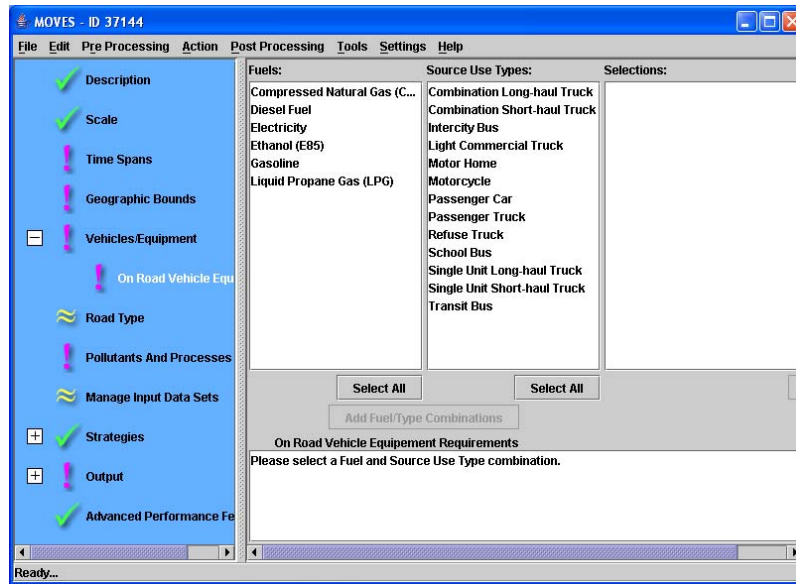 MOVES - ID 37144
File Edit Pre Processing Action Post Processing Tools Settings Help
Description
Scale
Time Spans
Geographic Bounds
Vehicles/Equipment
On Road Vehicle Equ
Road Type
Pollutants And Processes
Manage Input Data Sets
Strategies
Output
Advanced Performance Fe
Fuels:
Compressed Natural Gas (C...
Diesel Fuel
Electricity
Ethanol (E85)
Gasoline
Liquid Propane Gas (LPG)
Select All
Source Use Types:
Combination Long-haul Truck
Combination Short-haul Truck
Intercity Bus
Light Commercial Truck
Motor Home
Motorcycle
Passenger Car
Passenger Truck
Refuse Truck
School Bus
Single Unit Long-haul Truck
Single Unit Short-haul Truck
Transit Bus
Select All
Selections:
Add Fuel/Type Combinations
On Road Vehicle Equipement Requirements
Please select a Fuel and Source Use Type combination.
Ready...